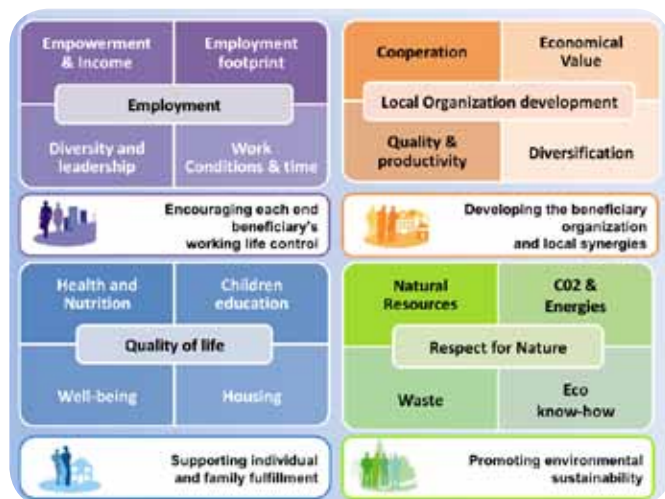 Empowerment
& Income
Employment
footprint
Employment
Diversity and
leadership
Work
Conditions & time
Encouraging each end
beneficiary's
working life control
Cooperation
Economical
Value
Local Organization development
Quality &
productivity
Diversification
Developing the beneficiary
organization
and local synergies
Health and
Nutrition
Children
education
Quality of life
Well-being
Housing
Supporting individual
and family fulfillment
Natural
Resources
C02 &
Energies
Respect for Nature
Waste
Eco
know-how
Promoting environmental
sustainability